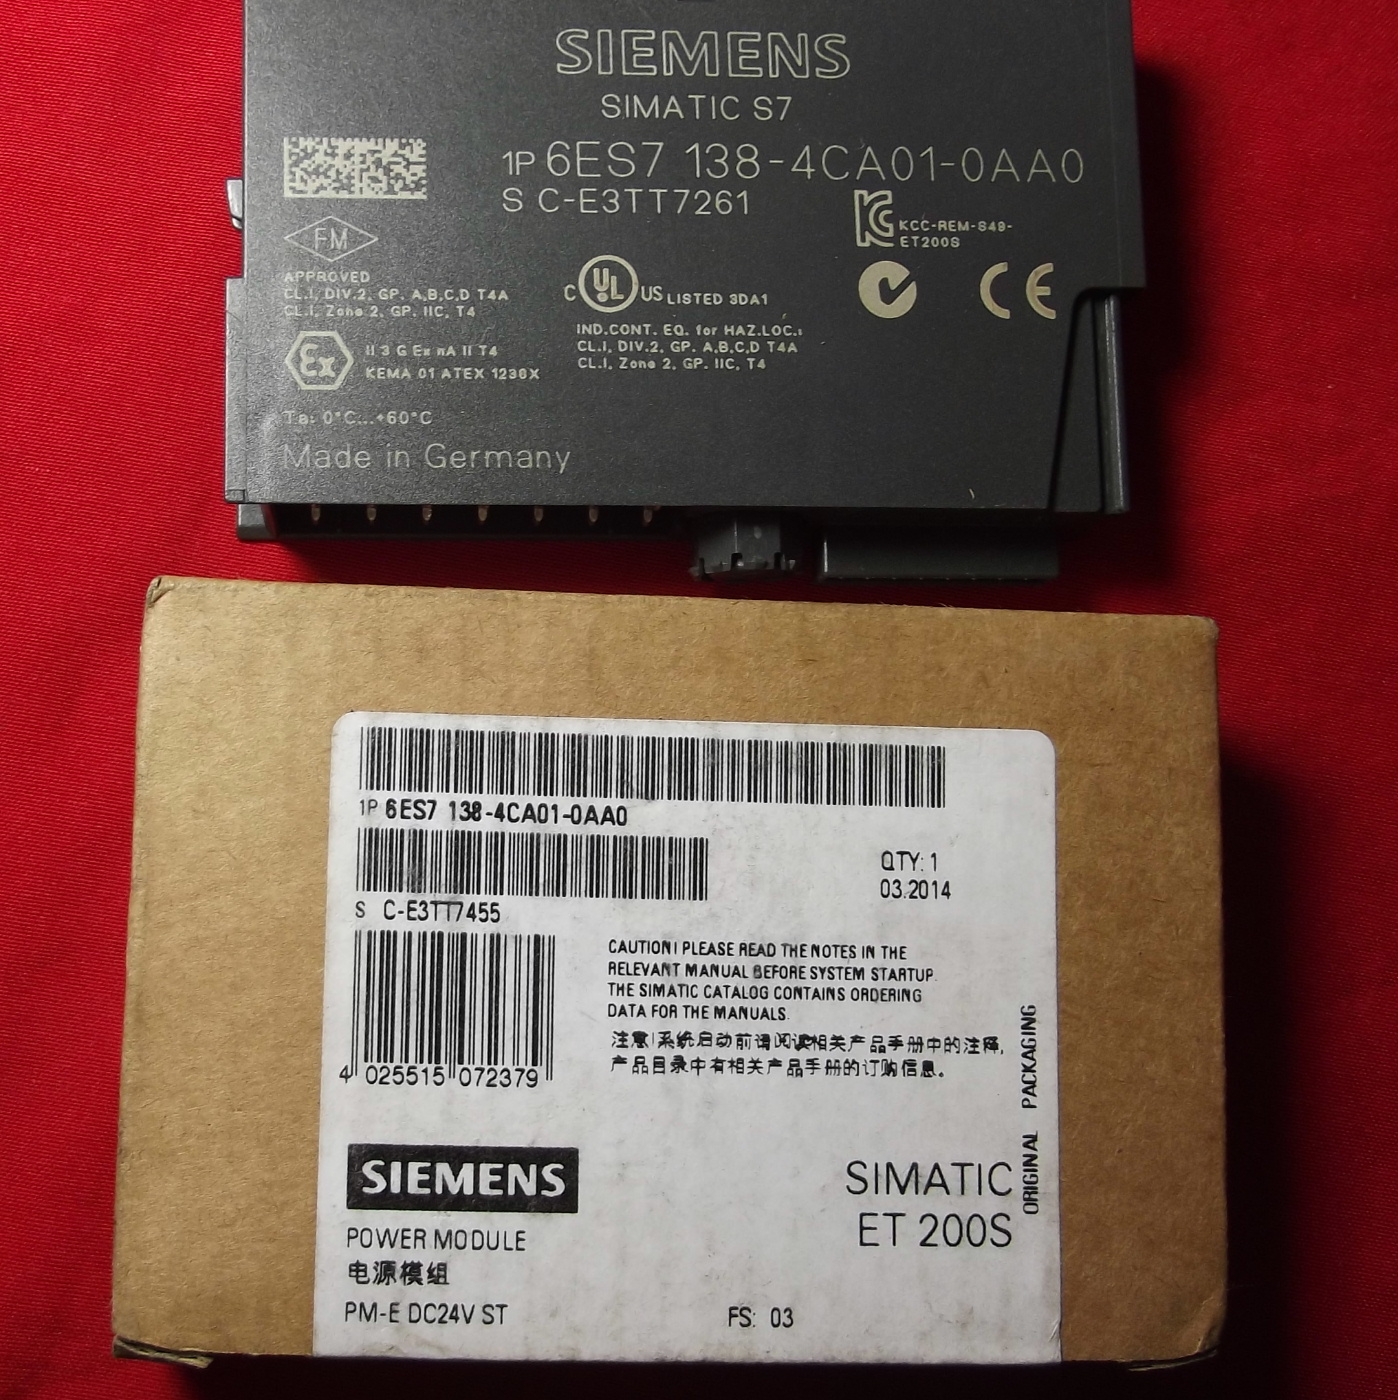 SIEMENS
SIMATIC S7
1P 6ES7 138-4CA01-0AA0
S C-E3TT7261
KCC-REM-S49-
ET200S
FM
APPROVED
CL.I, DIV.2, GP. A,B,C,D T4A
CL.I, Zone 2, GP. IIC, T4
C UL US LISTED 3DA1
IND.CONT. EQ. for HAZ.LOC.:
CL.I, DIV.2, GP. A,B,C,D T4A
CL.I, Zone 2, GP. IIC, T4
CE
Ex
II 3 G Ex nA II T4
KEMA 01 ATEX 1238X
Ta: 0°C...+60°C
Made in Germany
1P 6ES7 138-4CA01-0AA0
QTY: 1
03.2014
S C-E3TT7455
CAUTION! PLEASE READ THE NOTES IN THE
RELEVANT MANUAL BEFORE SYSTEM STARTUP.
THE SIMATIC CATALOG CONTAINS ORDERING
DATA FOR THE MANUALS.
注意!系统启动前请阅读相关产品手册中的注释,
产品目录中有相关产品手册的订购信息。
4 025515 072379
ORIGINAL PACKAGING
SIEMENS
SIMATIC
ET 200S
POWER MODULE
电源模组
PM-E DC24V ST
FS: 03